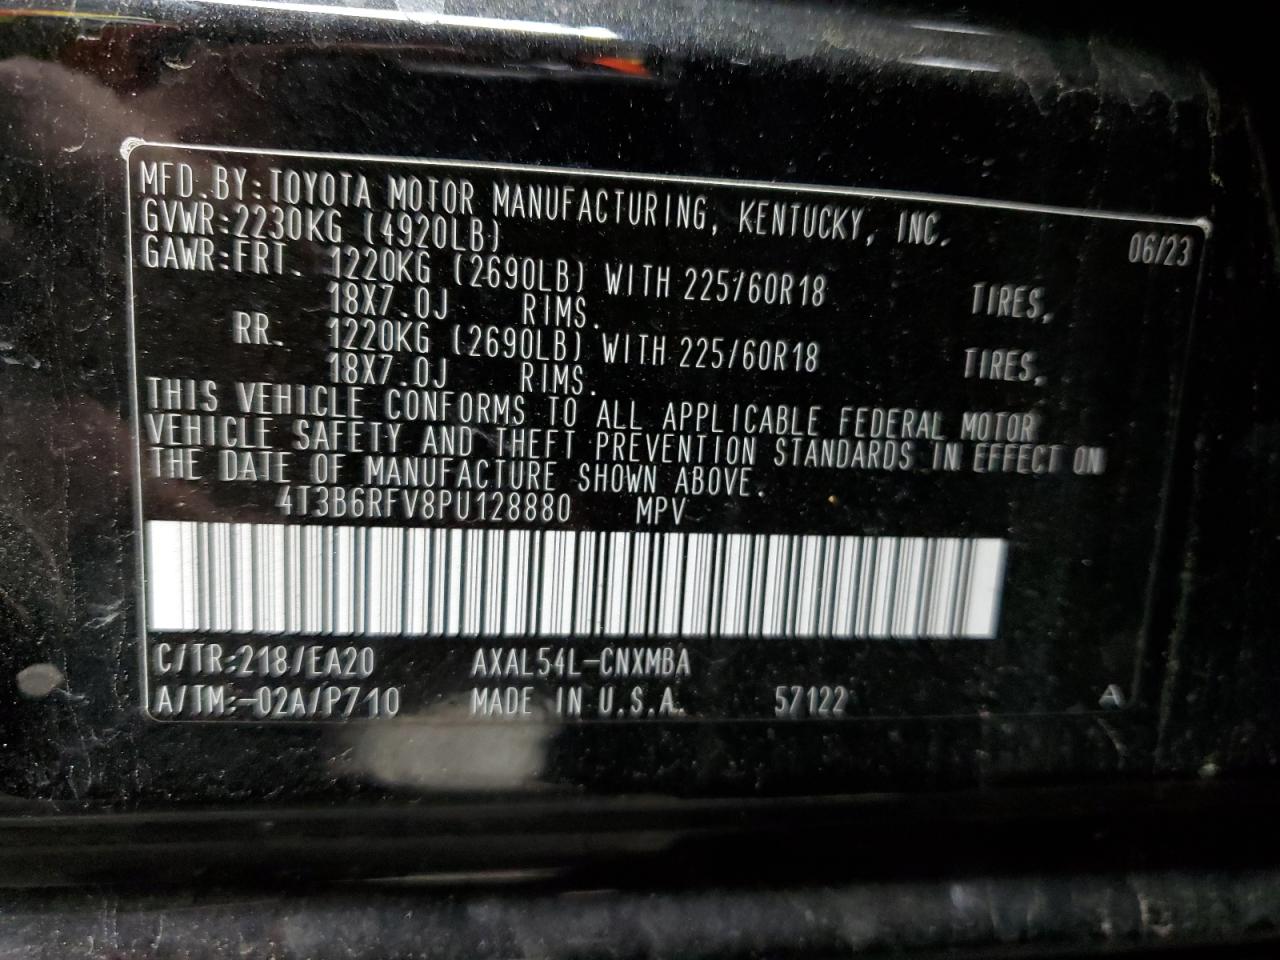 MFD.BY:TOYOTA MOTOR MANUFACTURING, KENTUCKY, INC.
GVWR:2230KG (4920LB) 06/23
GAWR:FRT. 1220KG (2690LB) WITH 225/60R18 TIRES,
18X7.0J RIMS.
RR. 1220KG (2690LB) WITH 225/60R18 TIRES,
18X7.0J RIMS.
THIS VEHICLE CONFORMS TO ALL APPLICABLE FEDERAL MOTOR
VEHICLE SAFETY AND THEFT PREVENTION STANDARDS IN EFFECT ON
THE DATE OF MANUFACTURE SHOWN ABOVE.
4T3B6RFV8PU128880 MPV
C/TR:218/EA20 AXAL54L-CNXMBA
A/TM:-02A/P710 MADE IN U.S.A. 57122 A